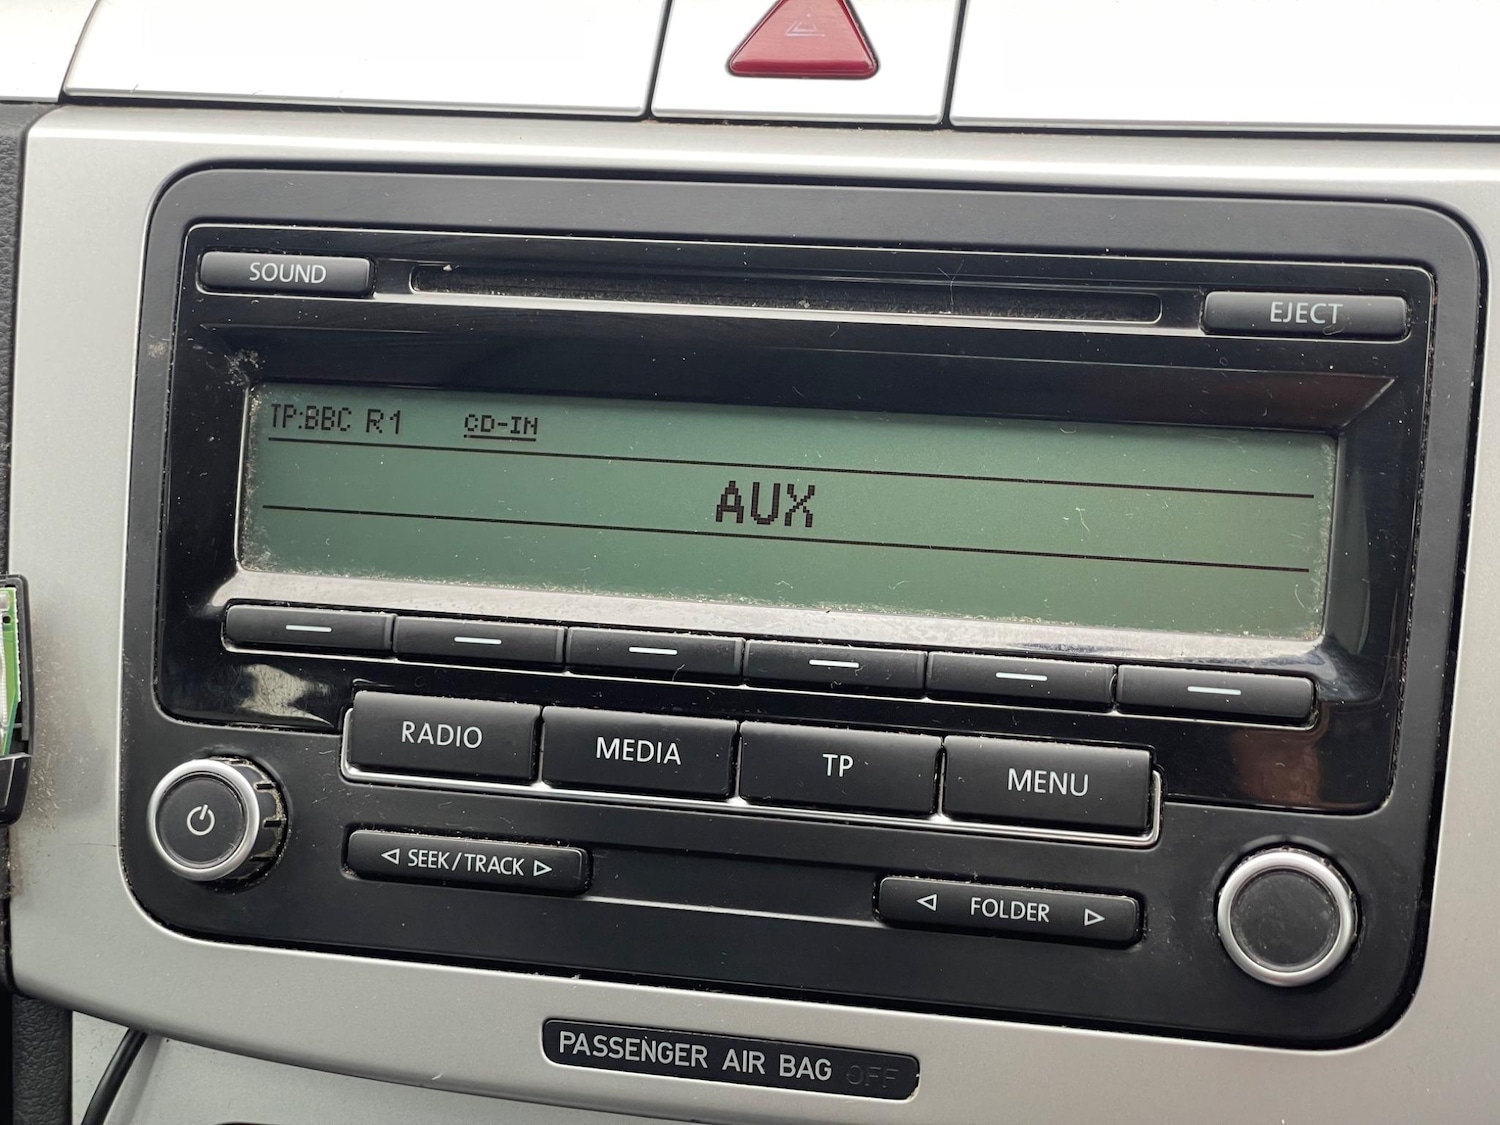 SOUND
EJECT
TP:BBC R1 CD-IN
AUX
RADIO MEDIA TP MENU
SEEK/TRACK
FOLDER
PASSENGER AIR BAG OFF